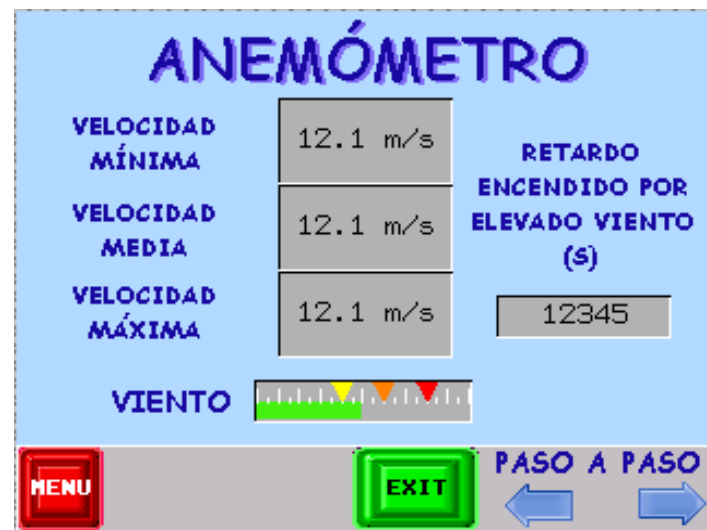 ANEMÓMETRO
VELOCIDAD
MÍNIMA
12.1 m/s
VELOCIDAD
MEDIA
12.1 m/s
VELOCIDAD
MÁXIMA
12.1 m/s
RETARDO
ENCENDIDO POR
ELEVADO VIENTO
(S)
12345
VIENTO
MENU
EXIT
PASO A PASO